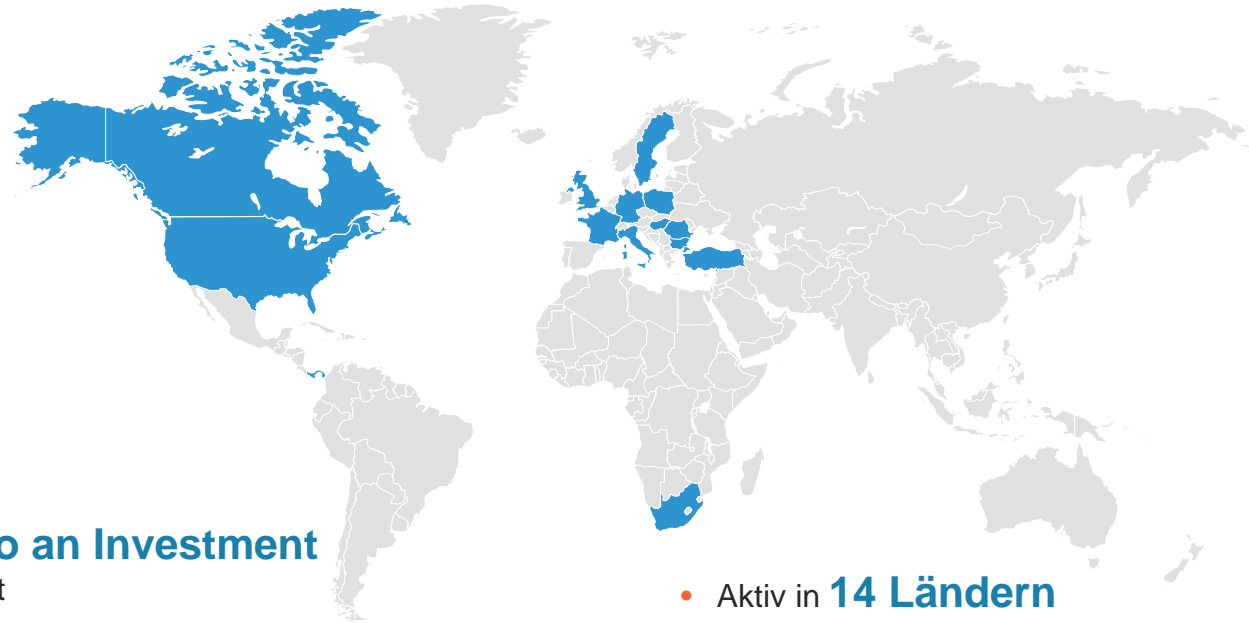 o an Investment
t
• Aktiv in 14 Ländern